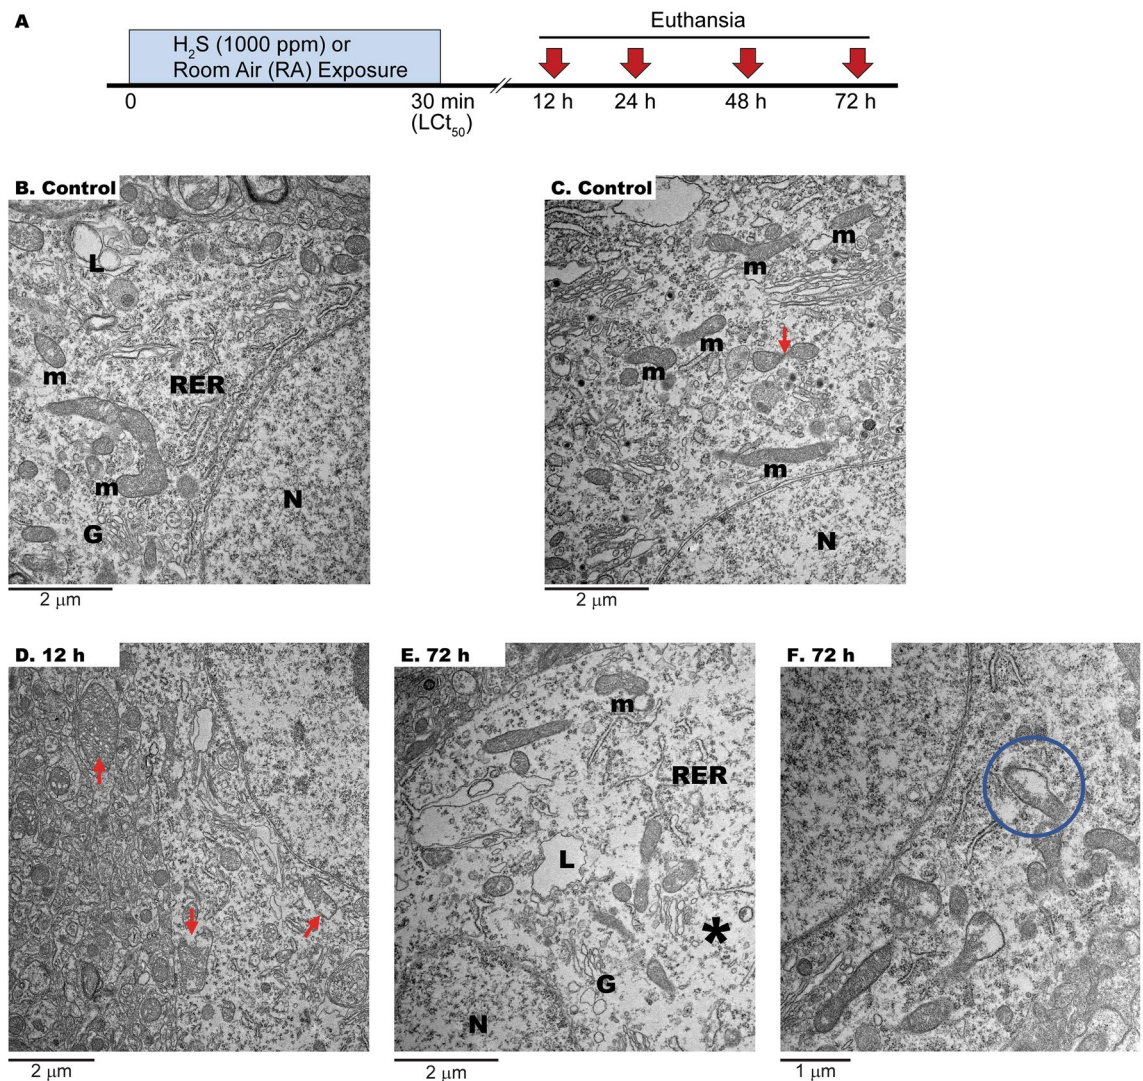 A
Euthansia
H₂S (1000 ppm) or
Room Air (RA) Exposure
0
30 min
(LCt₅₀)
12 h
24 h
48 h
72 h
B. Control
L
m
RER
m
N
G
2 µm
C. Control
m
m
m
m
m
N
2 µm
D. 12 h
2 µm
E. 72 h
m
RER
L
*
G
N
2 µm
F. 72 h
1 µm